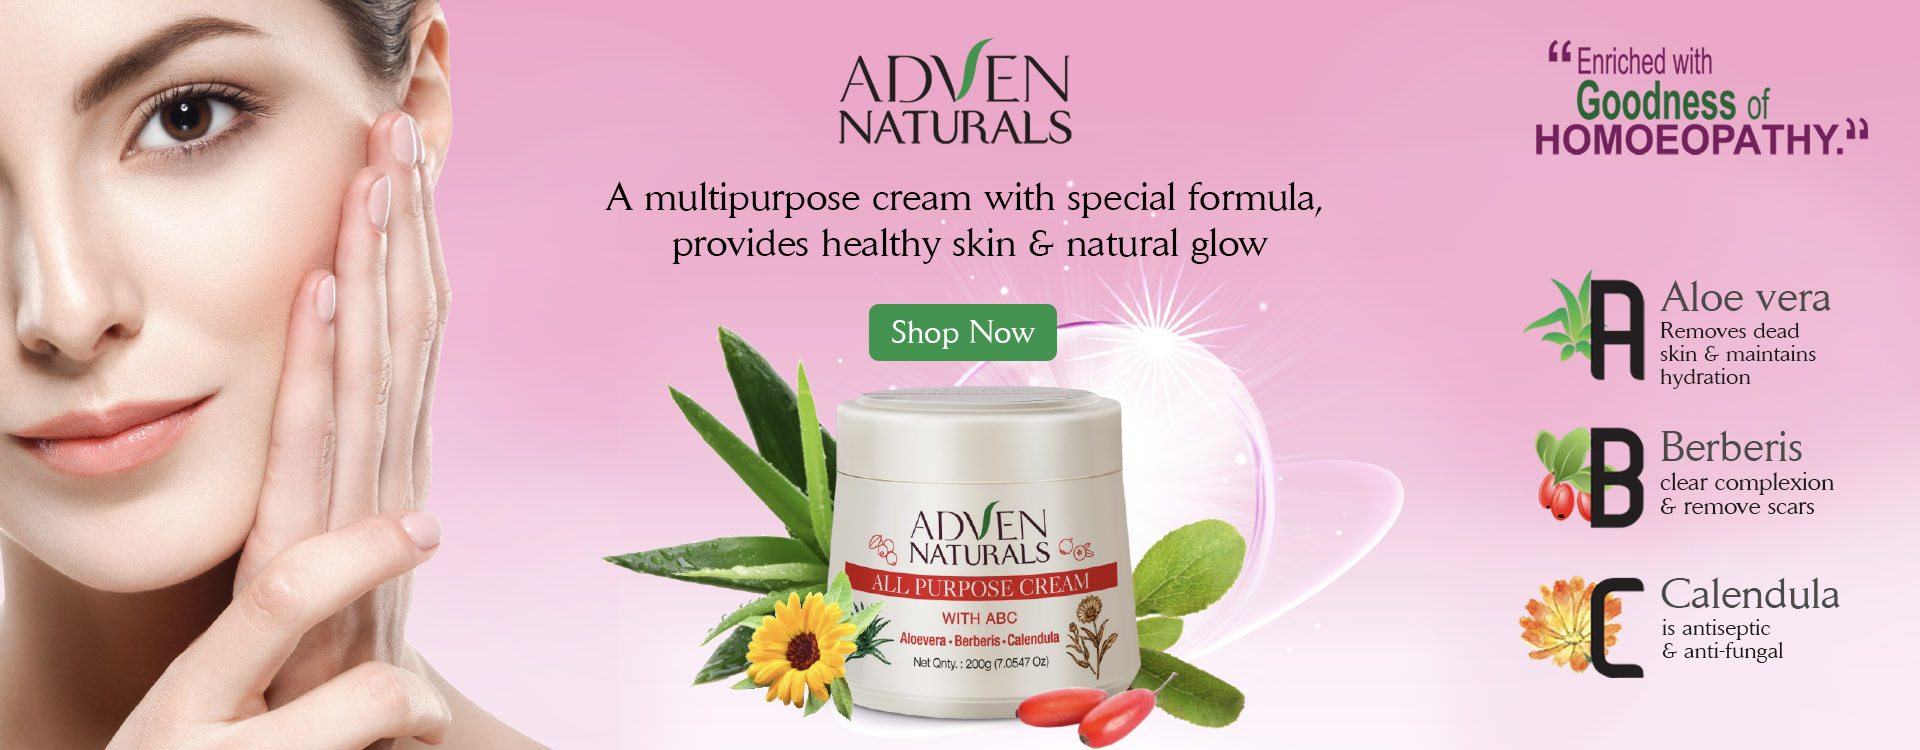 ADVEN
NATURALS
A multipurpose cream with special formula,
provides healthy skin & natural glow
Shop Now
ADVEN
NATURALS
ALL PURPOSE CREAM
WITH ABC
Aloevera • Berberis • Calendula
Net Qnty. : 200g (7.0547 Oz)
“Enriched with
Goodness of
HOMOEOPATHY.”
A
Aloe vera
Removes dead
skin & maintains
hydration
B
Berberis
clear complexion
& remove scars
C
Calendula
is antiseptic
& anti-fungal